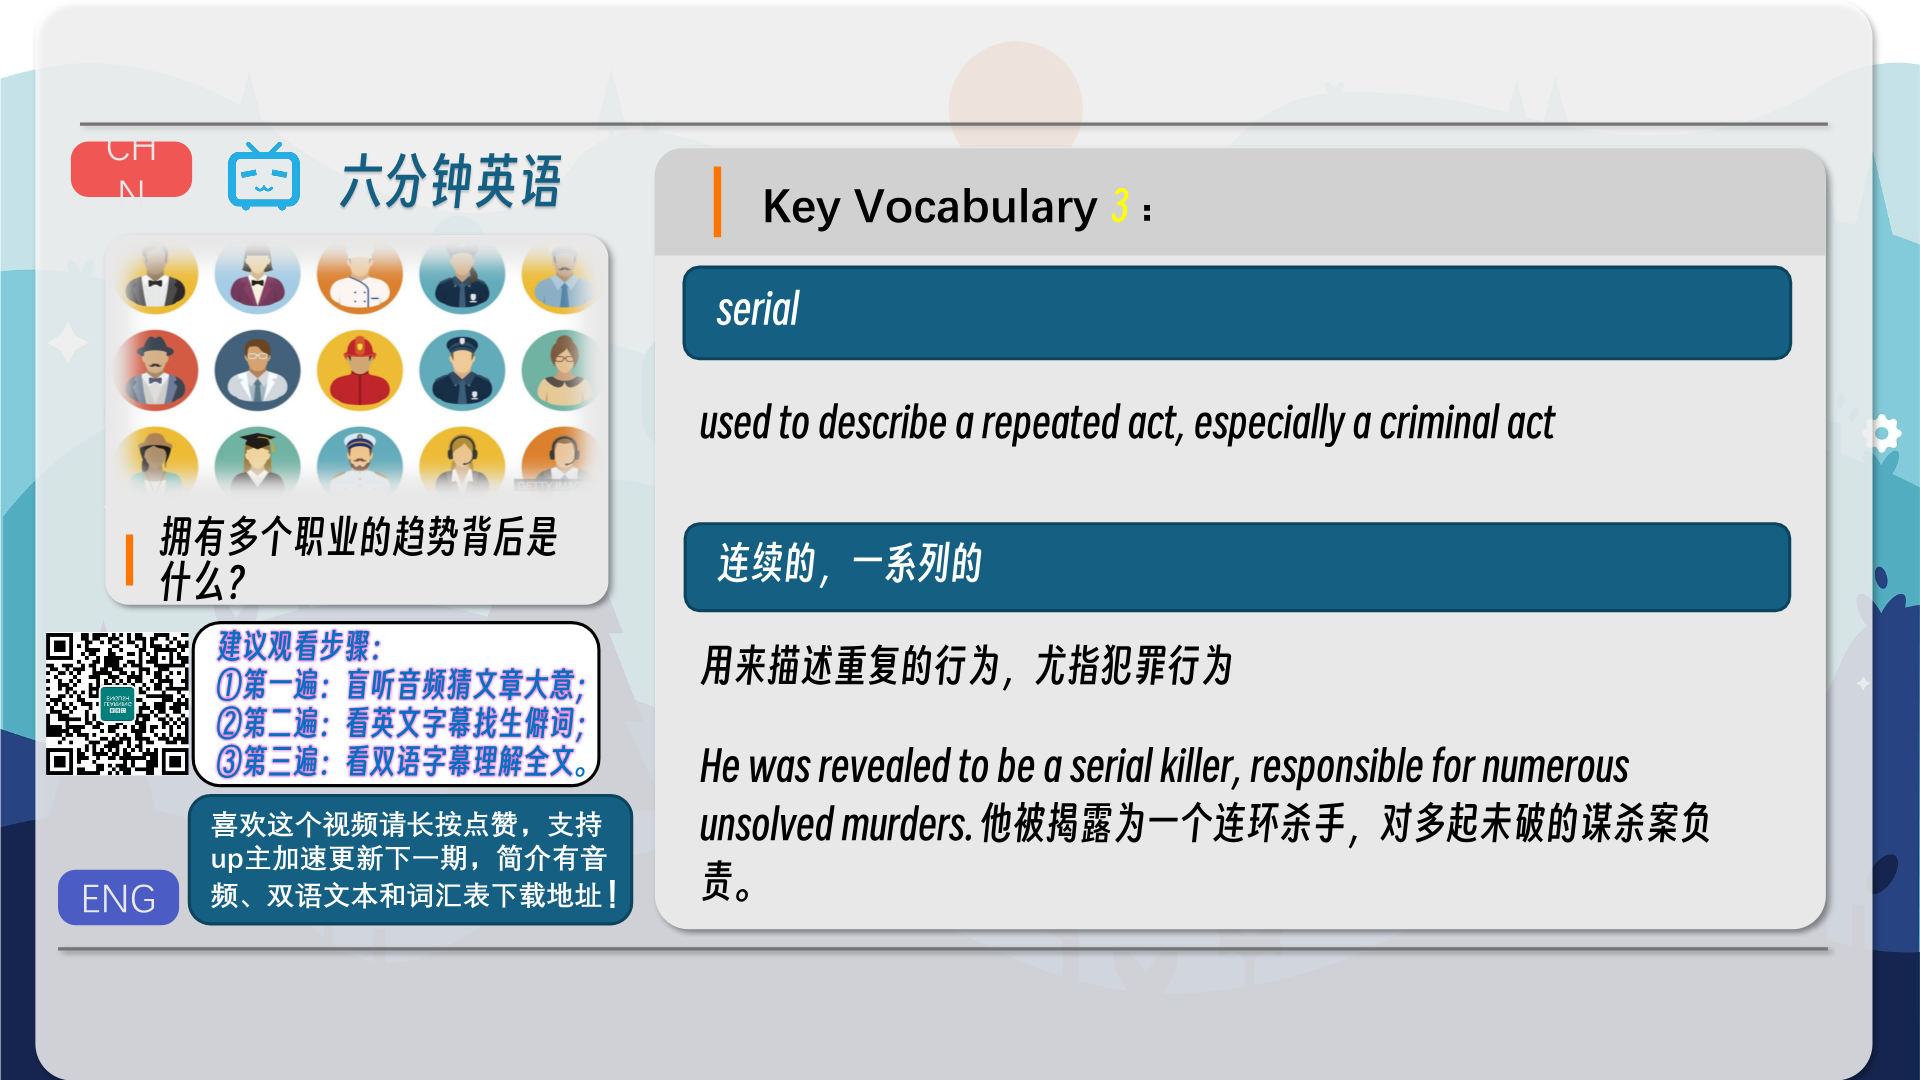 CH
N
六分钟英语
拥有多个职业的趋势背后是
什么?
建议观看步骤:
①第一遍: 盲听音频猜文章大意;
②第二遍: 看英文字幕找生僻词;
③第三遍: 看双语字幕理解全文。
喜欢这个视频请长按点赞，支持
up主加速更新下一期，简介有音
频、双语文本和词汇表下载地址!
ENG
Key Vocabulary 3：
serial
used to describe a repeated act, especially a criminal act
连续的，一系列的
用来描述重复的行为，尤指犯罪行为
He was revealed to be a serial killer, responsible for numerous
unsolved murders. 他被揭露为一个连环杀手，对多起未破的谋杀案负
责。